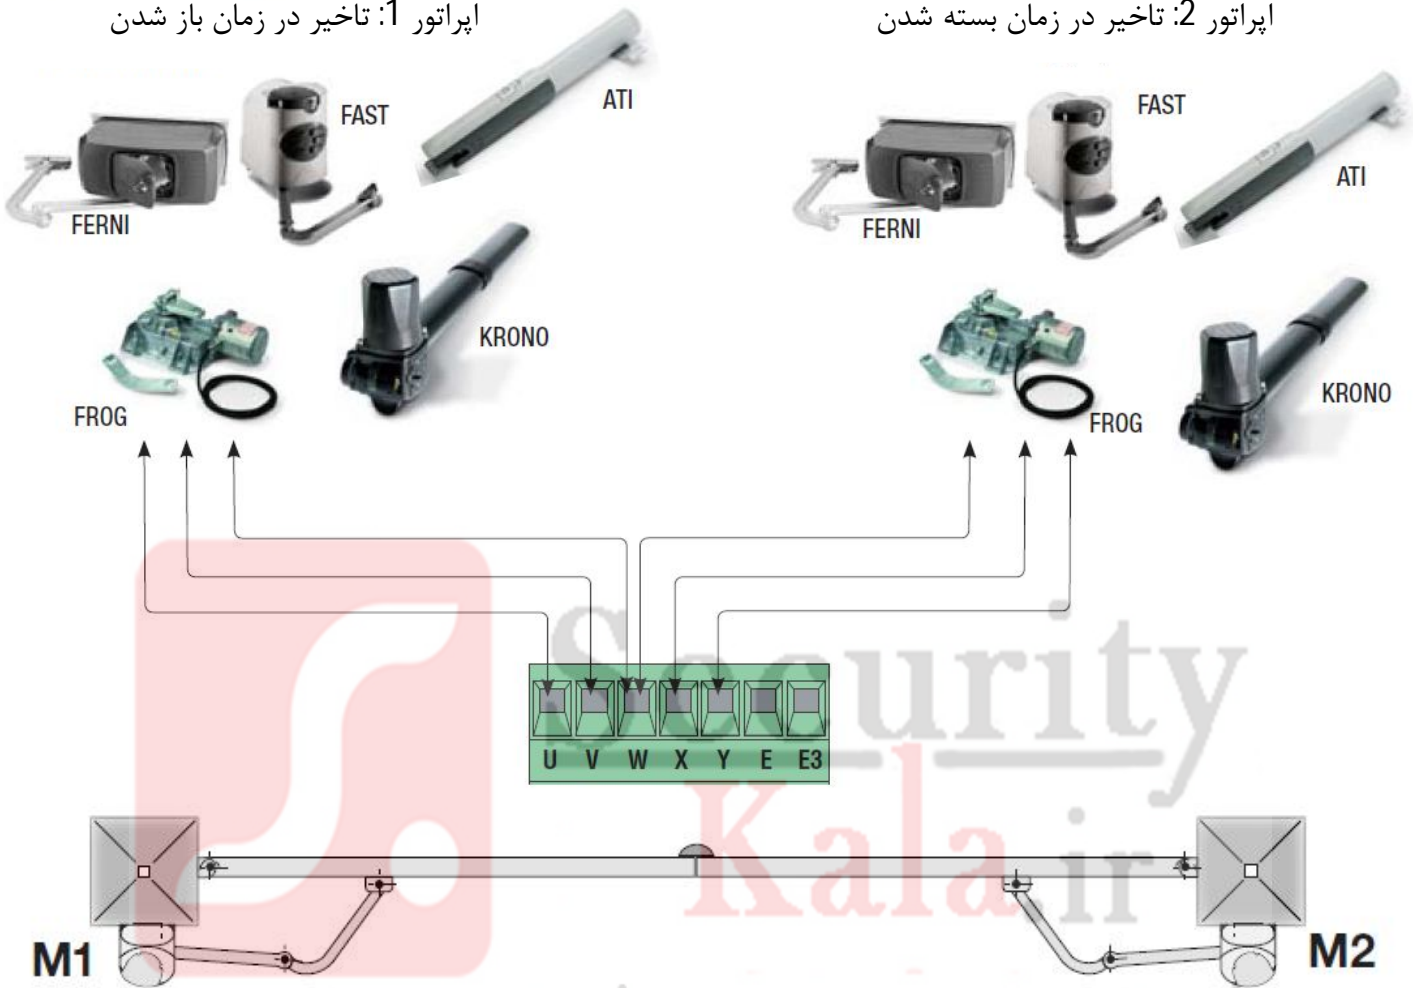 اپراتور 1: تاخیر در زمان باز شدن
اپراتور 2: تاخیر در زمان بسته شدن
FERNI
FAST
ATI
FROG
KRONO
FERNI
FAST
ATI
FROG
KRONO
U V W X Y E E3
Security
Kala.ir
M1
M2